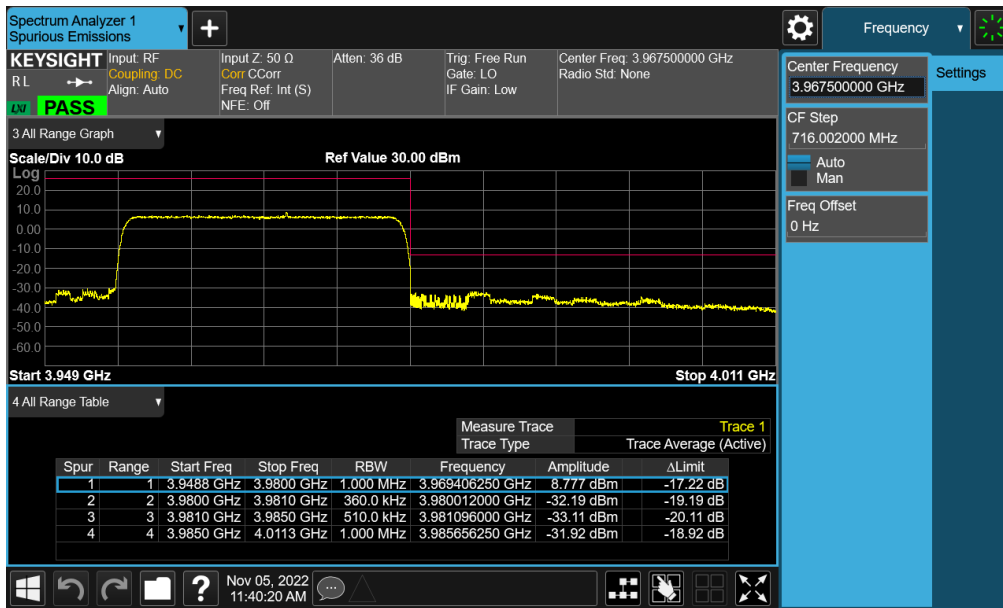 Spectrum Analyzer 1
Spurious Emissions
Frequency
KEYSIGHT
RL
LXI PASS
Input: RF
Coupling: DC
Align: Auto
Input Z: 50 Ω
Corr CCorr
Freq Ref: Int (S)
NFE: Off
Atten: 36 dB
Trig: Free Run
Gate: LO
IF Gain: Low
Center Freq: 3.967500000 GHz
Radio Std: None
Center Frequency
3.967500000 GHz
Settings
CF Step
716.002000 MHz
Auto
Man
Freq Offset
0 Hz
3 All Range Graph
Scale/Div 10.0 dB
Ref Value 30.00 dBm
Log
20.0
10.0
0.00
-10.0
-20.0
-30.0
-40.0
-50.0
-60.0
Start 3.949 GHz
Stop 4.011 GHz
4 All Range Table
Measure Trace Trace 1
Trace Type Trace Average (Active)
Spur Range Start Freq Stop Freq RBW Frequency Amplitude ΔLimit
1 1 3.9488 GHz 3.9800 GHz 1.000 MHz 3.969406250 GHz 8.777 dBm -17.22 dB
2 2 3.9800 GHz 3.9810 GHz 360.0 kHz 3.980012000 GHz -32.19 dBm -19.19 dB
3 3 3.9810 GHz 3.9850 GHz 510.0 kHz 3.981096000 GHz -33.11 dBm -20.11 dB
4 4 3.9850 GHz 4.0113 GHz 1.000 MHz 3.985656250 GHz -31.92 dBm -18.92 dB
?
Nov 05, 2022
11:40:20 AM